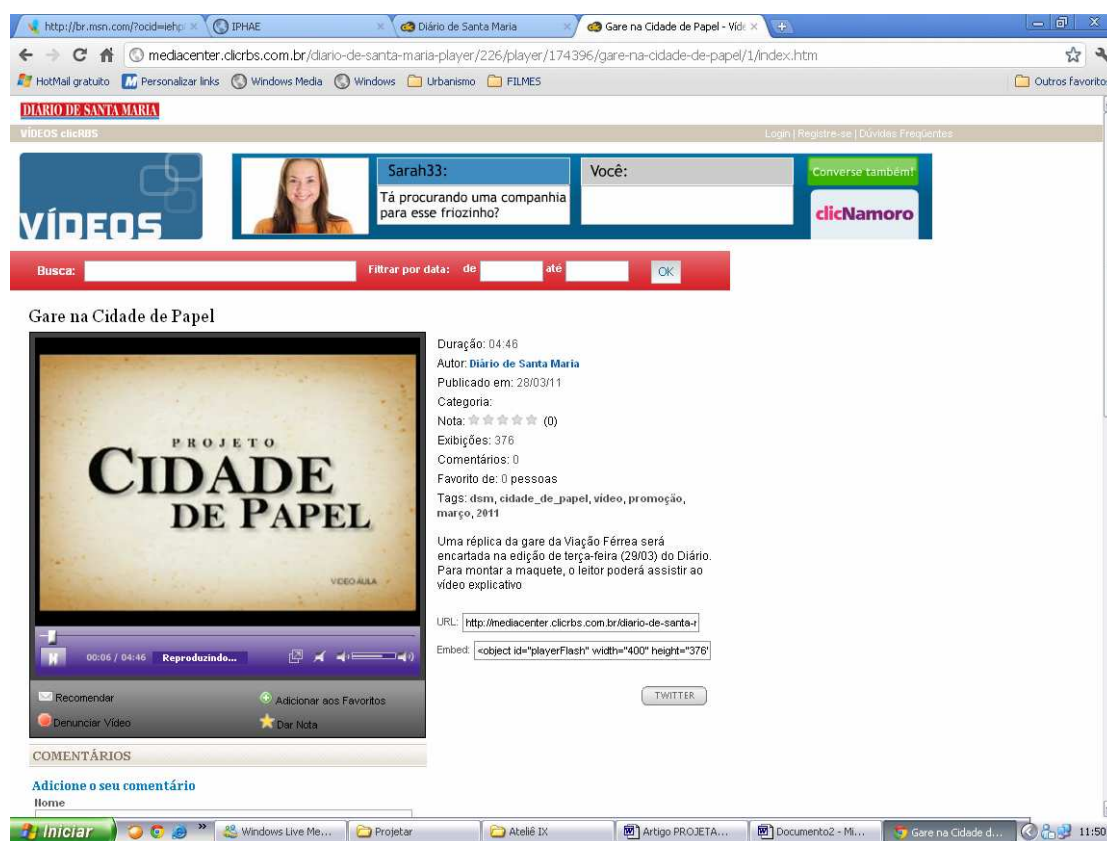 http://br.msn.com/?ocid=iehp
IPHAE
Diário de Santa Maria
Gare na Cidade de Papel - Víde
mediacenter.clicrbs.com.br/diario-de-santa-maria-player/226/player/174396/gare-na-cidade-de-papel/1/index.htm
HotMail gratuito Personalizar links Windows Media Windows Urbanismo FILMES Outros favorito
DIÁRIO DE SANTA MARIA
VÍDEOS clicRBS Login | Registre-se | Dúvidas Freqüentes
VÍDEOS
Sarah33:
Tá procurando uma companhia
para esse friozinho?
Você:
Converse também!
clicNamoro
Busca: Filtrar por data: de até OK
Gare na Cidade de Papel
PROJETO
CIDADE
DE PAPEL
VIDEO AULA
00:06 / 04:46 Reproduzindo...
Recomendar Adicionar aos Favoritos
Denunciar Vídeo Dar Nota
Duração: 04:46
Autor: Diário de Santa Maria
Publicado em: 28/03/11
Categoria:
Nota: (0)
Exibições: 376
Comentários: 0
Favorito de: 0 pessoas
Tags: dsm, cidade_de_papel, vídeo, promoção,
março, 2011
Uma réplica da gare da Viação Férrea será
encartada na edição de terça-feira (29/03) do Diário.
Para montar a maquete, o leitor poderá assistir ao
vídeo explicativo
URL: http://mediacenter.clicrbs.com.br/diario-de-santa-r
Embed: <object id="playerFlash" width="400" height="376"
TWITTER
COMENTÁRIOS
Adicione o seu comentário
Nome
Iniciar » Windows Live Me... Projetar Ateliê IX Artigo PROJETA... Documento2 - Mi... Gare na Cidade d... 11:50